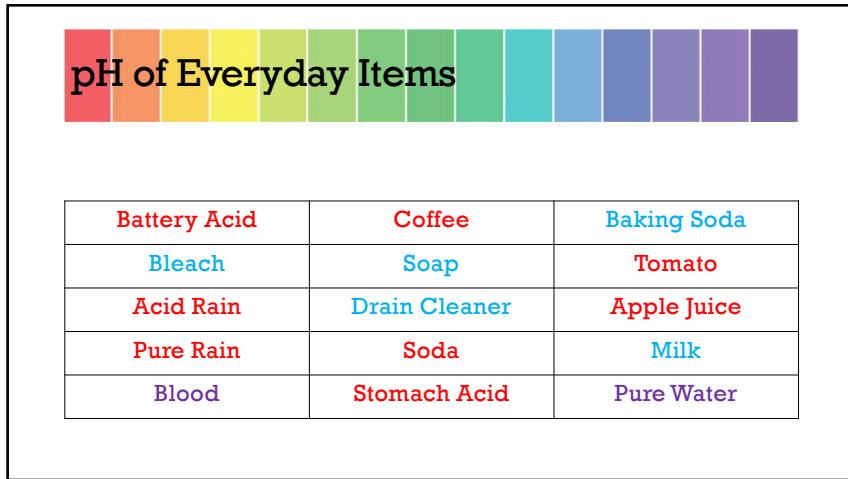 pH of Everyday Items
Battery Acid Coffee Baking Soda
Bleach Soap Tomato
Acid Rain Drain Cleaner Apple Juice
Pure Rain Soda Milk
Blood Stomach Acid Pure Water